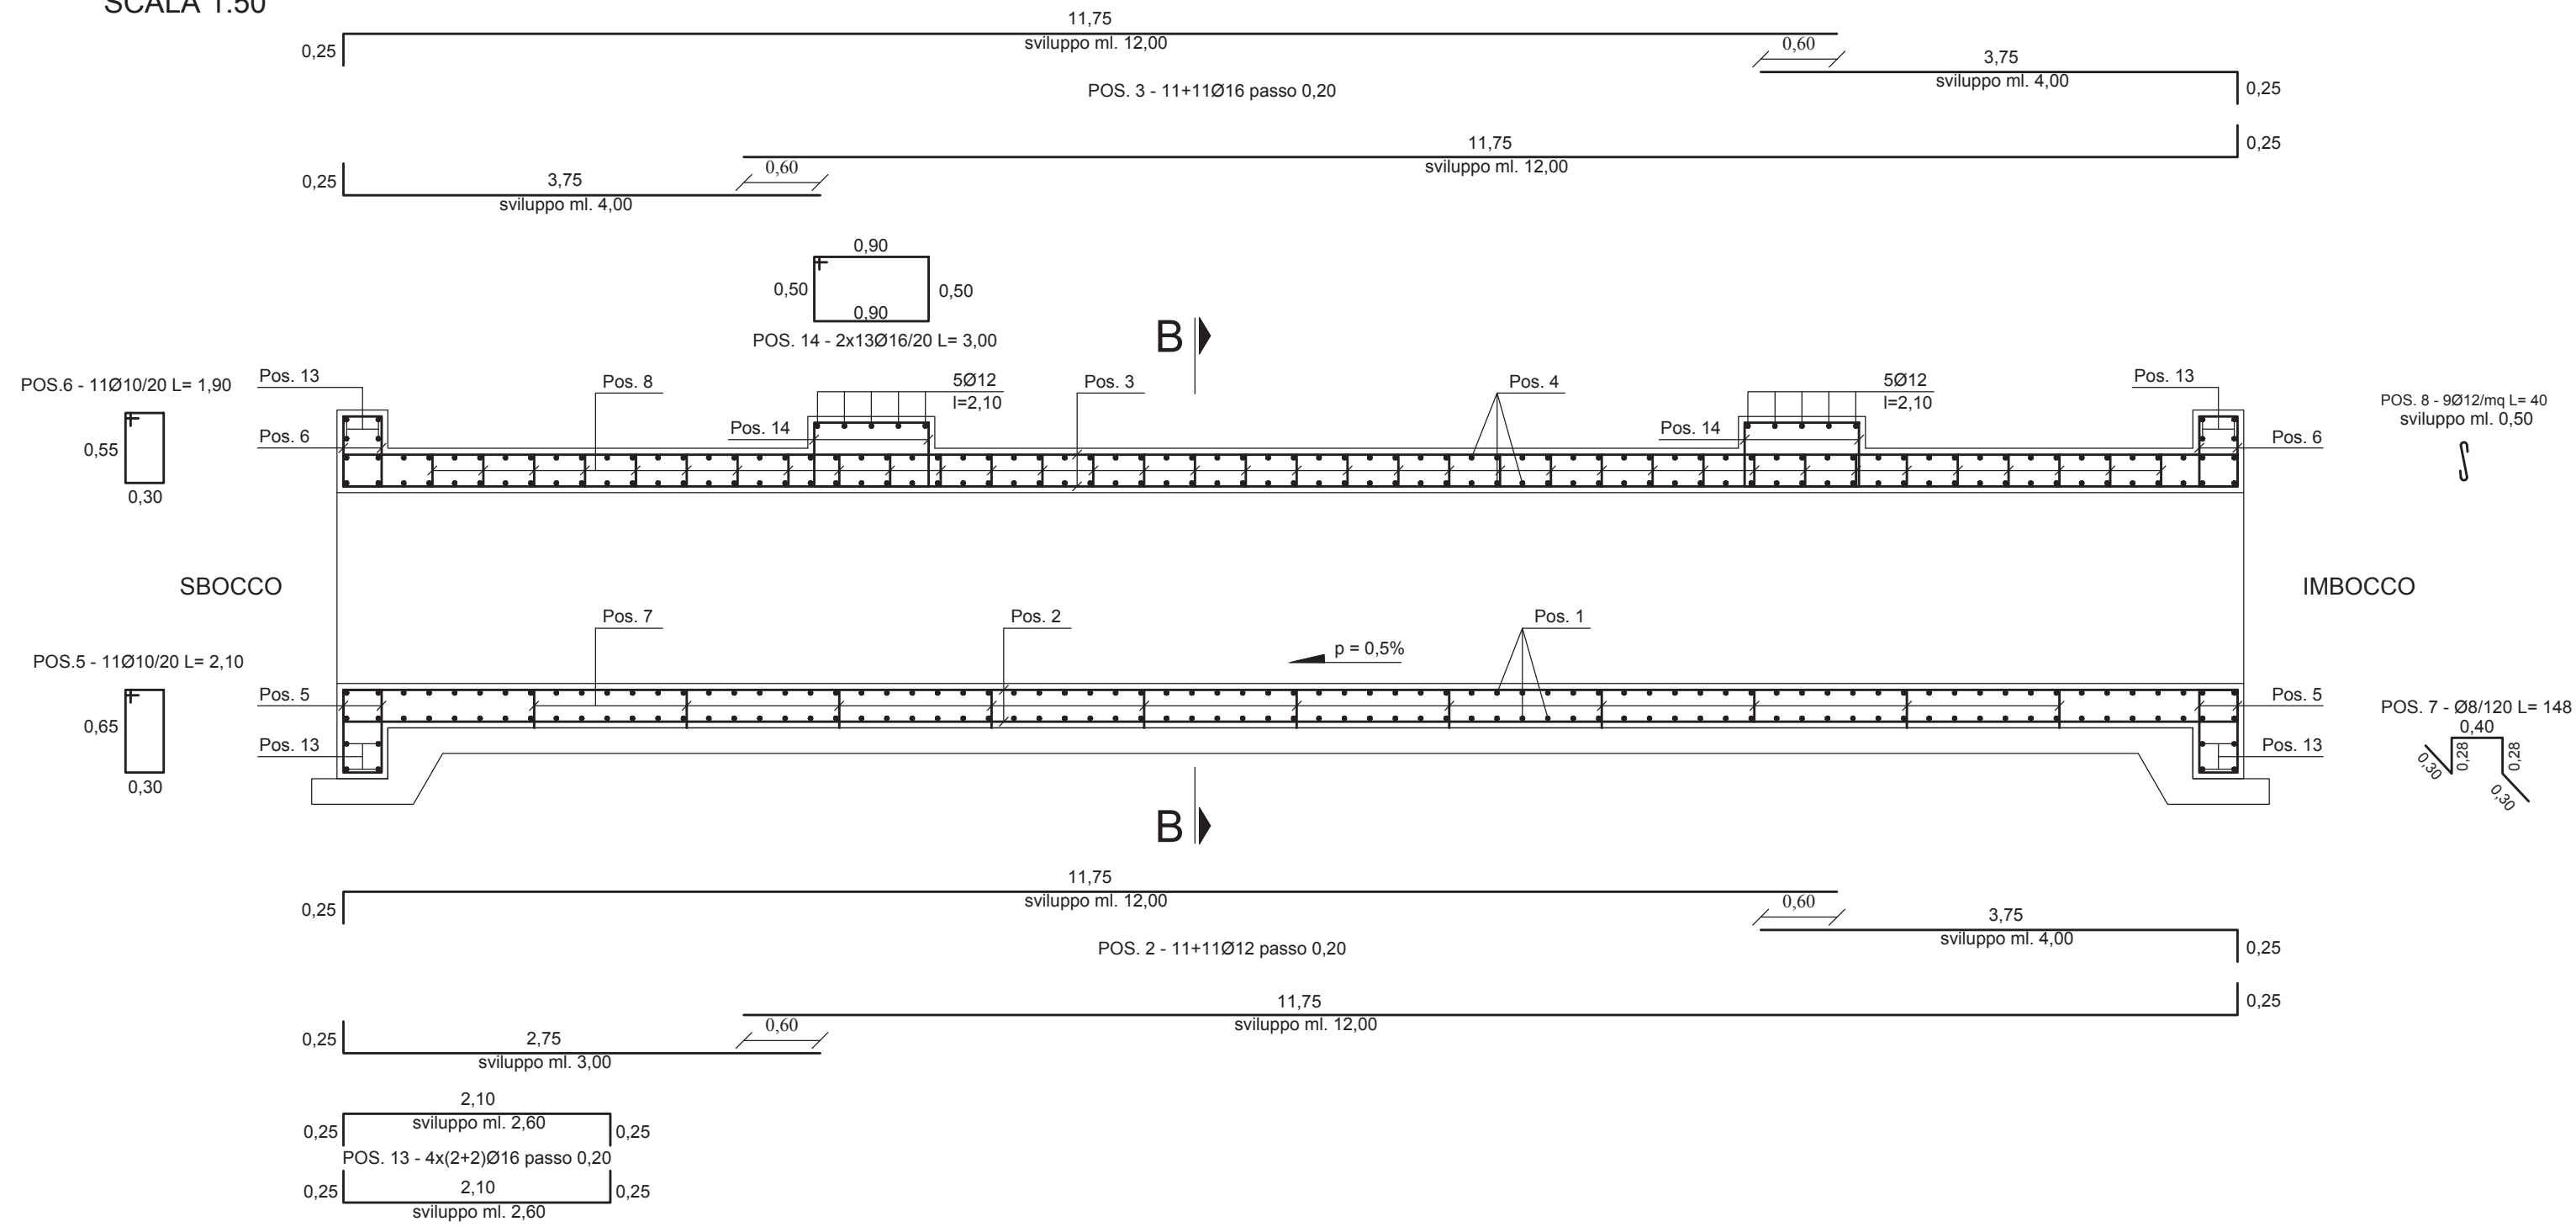 SCALA 1:50
11,75
0,25
sviluppo ml. 12,00
0,60
3,75
sviluppo ml. 4,00
0,25
POS. 3 - 11+11Ø16 passo 0,20
11,75
0,25
sviluppo ml. 12,00
0,60
0,25
3,75
sviluppo ml. 4,00
0,90
0,50
0,50
0,90
POS. 14 - 2x13Ø16/20 L= 3,00
B
POS.6 - 11Ø10/20 L= 1,90
0,55
0,30
Pos. 13
Pos. 6
Pos. 8
Pos. 14
5Ø12
l=2,10
Pos. 3
Pos. 4
Pos. 14
5Ø12
l=2,10
Pos. 13
Pos. 6
POS. 8 - 9Ø12/mq L= 40
sviluppo ml. 0,50
SBOCCO
IMBOCCO
Pos. 7
Pos. 2
Pos. 1
p = 0,5%
POS.5 - 11Ø10/20 L= 2,10
0,65
0,30
Pos. 5
Pos. 13
Pos. 5
Pos. 13
POS. 7 - Ø8/120 L= 148
0,40
0,30
0,28
0,28
0,30
B
11,75
0,25
sviluppo ml. 12,00
0,60
3,75
sviluppo ml. 4,00
0,25
POS. 2 - 11+11Ø12 passo 0,20
11,75
0,25
sviluppo ml. 12,00
0,60
0,25
2,75
sviluppo ml. 3,00
2,10
0,25
sviluppo ml. 2,60
0,25
POS. 13 - 4x(2+2)Ø16 passo 0,20
0,25
2,10
0,25
sviluppo ml. 2,60